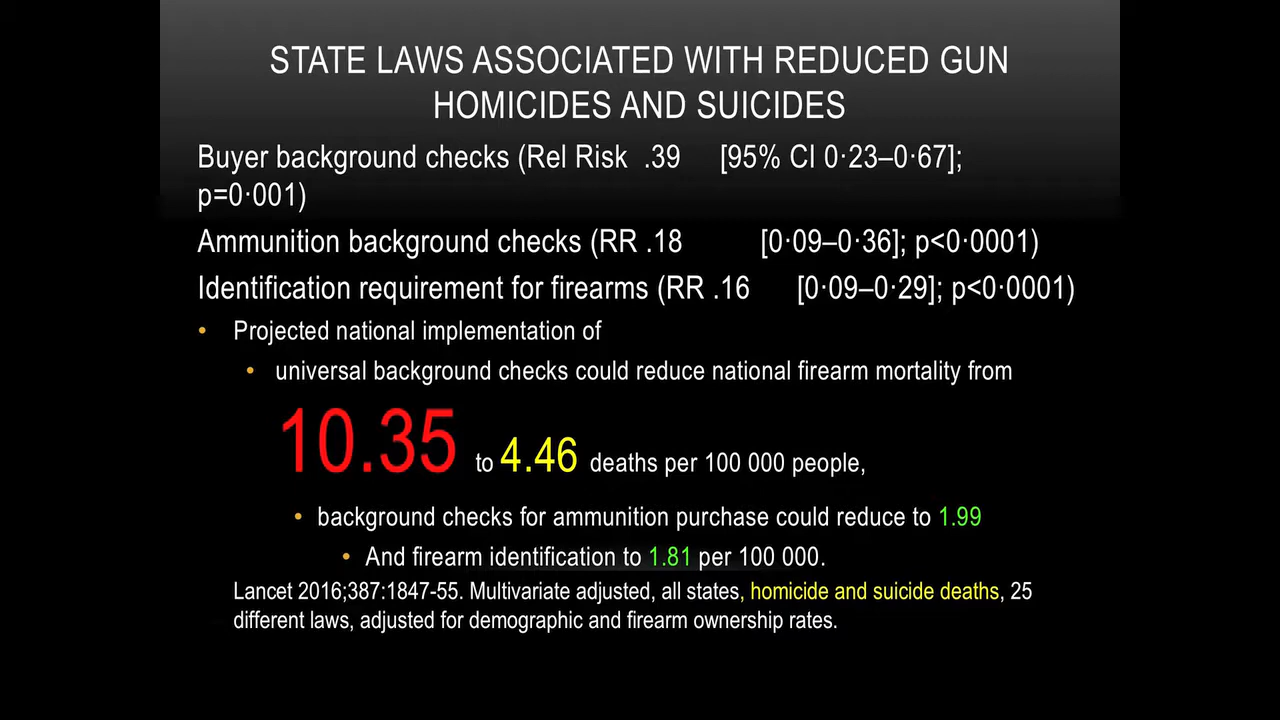 STATE LAWS ASSOCIATED WITH REDUCED GUN
HOMICIDES AND SUICIDES
Buyer background checks (Rel Risk .39 [95% CI 0·23–0·67];
p=0·001)
Ammunition background checks (RR .18 [0·09–0·36]; p<0·0001)
Identification requirement for firearms (RR .16 [0·09–0·29]; p<0·0001)
• Projected national implementation of
• universal background checks could reduce national firearm mortality from
10.35 to 4.46 deaths per 100 000 people,
• background checks for ammunition purchase could reduce to 1.99
• And firearm identification to 1.81 per 100 000.
Lancet 2016;387:1847-55. Multivariate adjusted, all states, homicide and suicide deaths, 25
different laws, adjusted for demographic and firearm ownership rates.